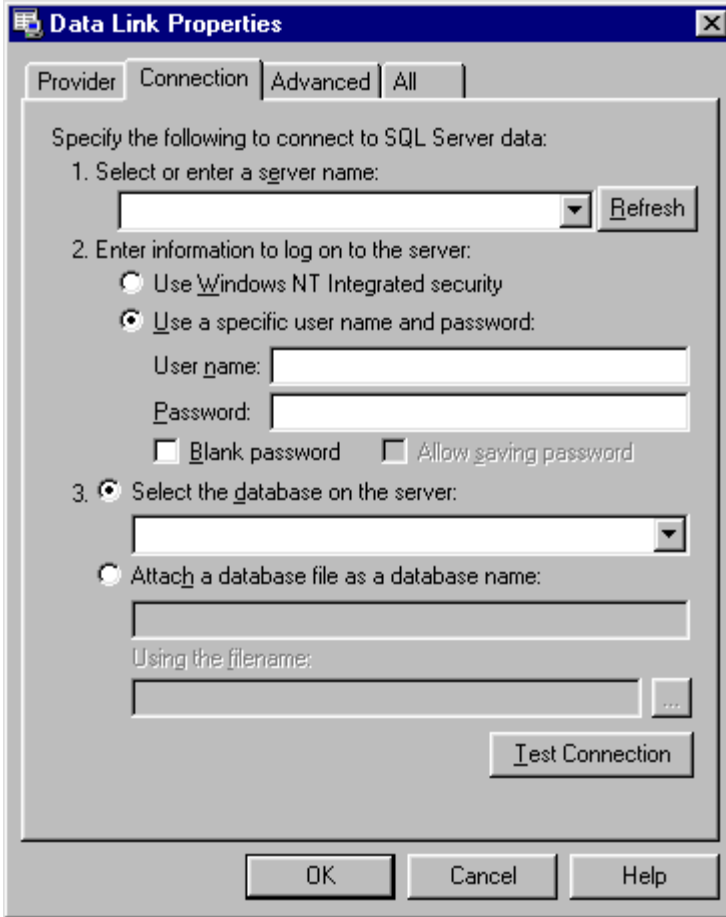 Data Link Properties
Provider Connection Advanced All
Specify the following to connect to SQL Server data:
1. Select or enter a server name:
Refresh
2. Enter information to log on to the server:
Use Windows NT Integrated security
Use a specific user name and password:
User name:
Password:
Blank password Allow saving password
3. Select the database on the server:
Attach a database file as a database name:
Using the filename:
...
Test Connection
OK Cancel Help